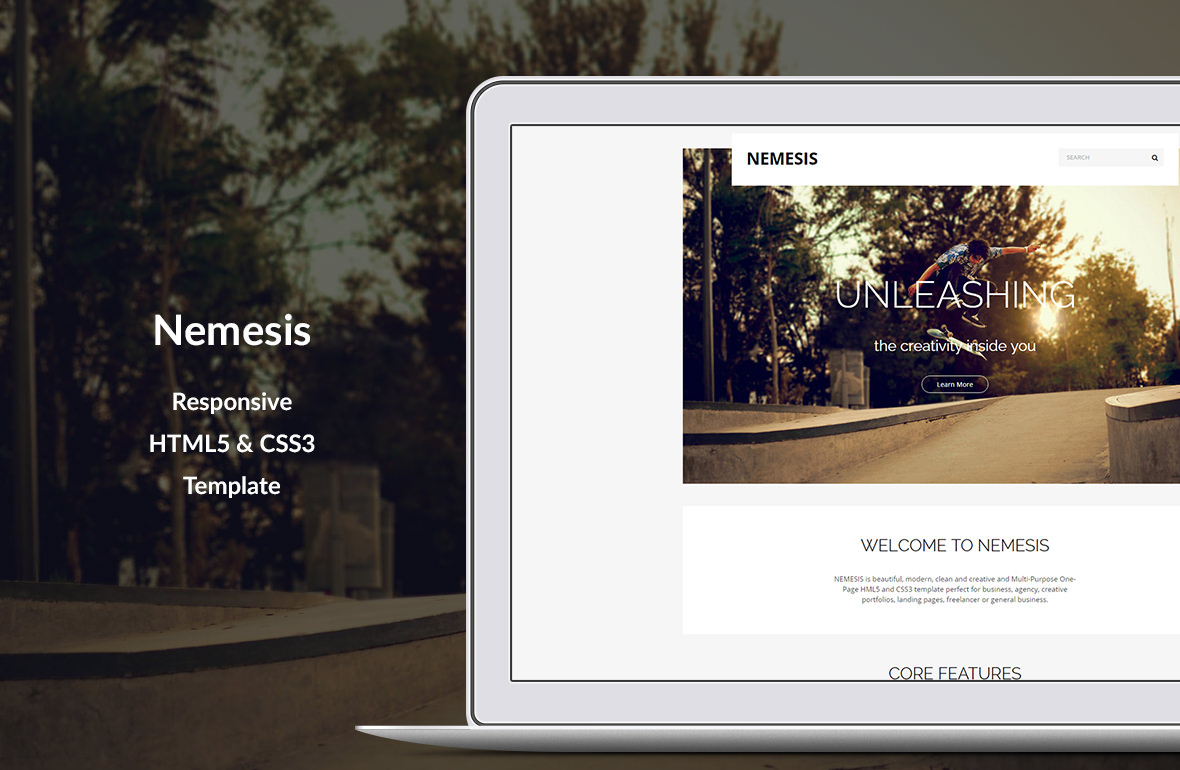 Nemesis
Responsive
HTML5 & CSS3
Template
NEMESIS
SEARCH
UNLEASHING
the creativity inside you
Learn More
WELCOME TO NEMESIS
NEMESIS is beautiful, modern, clean and creative and Multi-Purpose One-
Page HML5 and CSS3 template perfect for business, agency, creative
portfolios, landing pages, freelancer or general business.
CORE FEATURES